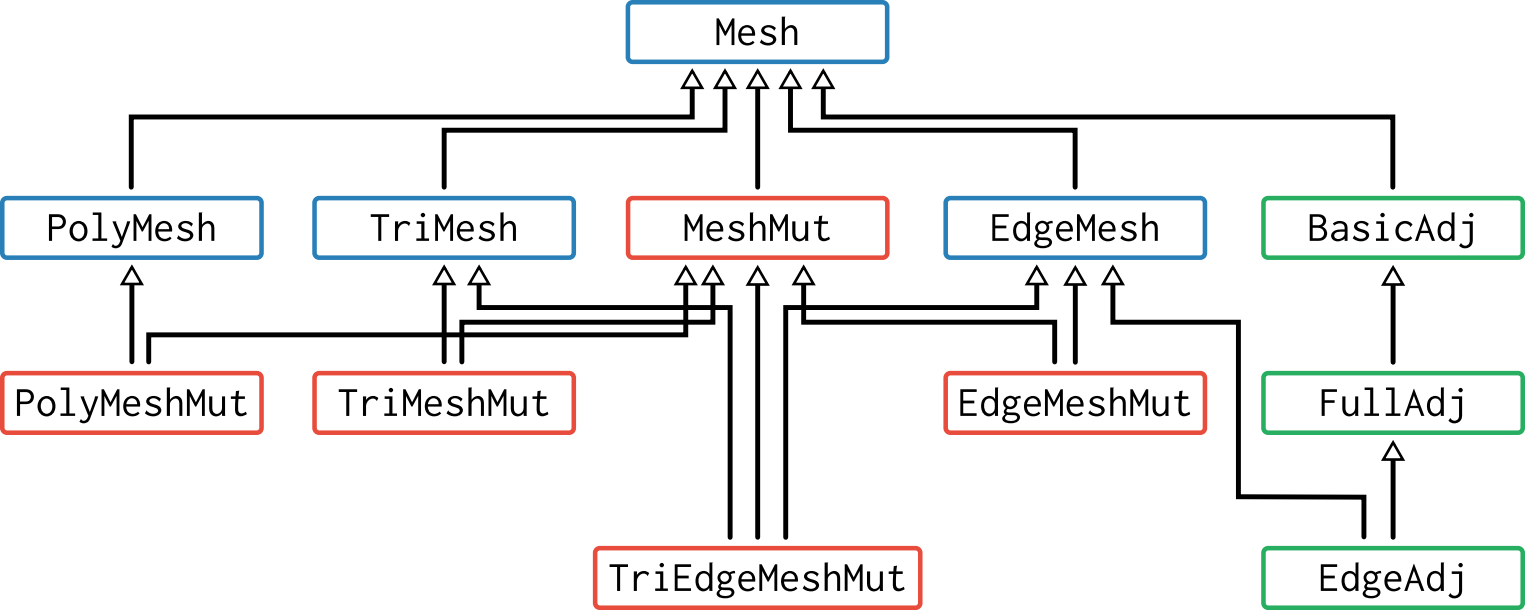 Mesh
PolyMesh
TriMesh
MeshMut
EdgeMesh
BasicAdj
PolyMeshMut
TriMeshMut
EdgeMeshMut
FullAdj
TriEdgeMeshMut
EdgeAdj